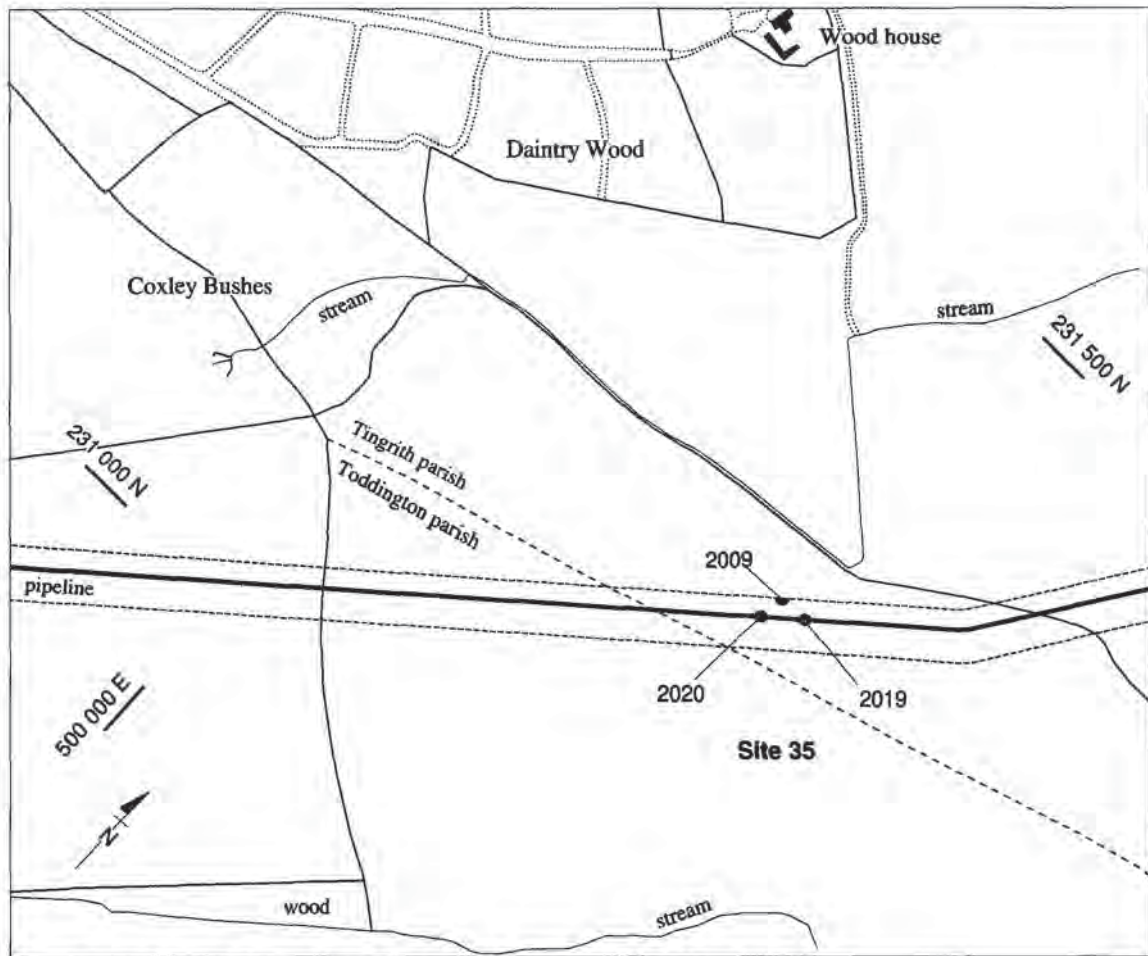 Wood house
Daintry Wood
Coxley Bushes
stream
stream
231 500 N
231 000 N
Tingrith parish
Toddington parish
2009
pipeline
2020
2019
500 000 E
Site 35
N
wood
stream